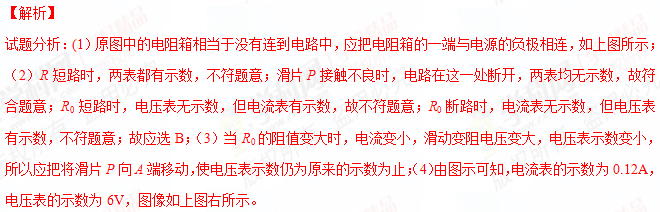 【解析】
试题分析：(1)原图中的电阻箱相当于没有连到电路中，应把电阻箱的一端与电源的负极相连，如上图所示；
(2) R 短路时，两表都有示数，不符题意；滑片 P 接触不良时，电路在这一处断开，两表均无示数，故符
合题意；R₀ 短路时，电压表无示数，但电流表有示数，故不符题意；R₀ 断路时，电流表无示数，但电压表
有示数，不符题意；故应选 B；(3) 当 R₀ 的阻值变大时，电流变小，滑动变阻电压变大，电压表示数变小，
所以应把将滑片 P 向 A 端移动，使电压表示数仍为原来的示数为止；(4)由图示可知，电流表的示数为 0.12A，
电压表的示数为 6V，图像如上图右所示。